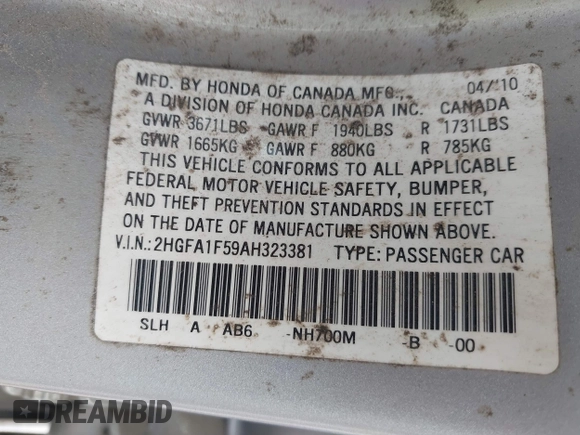 MFD. BY HONDA OF CANADA MFG., 04/'10
A DIVISION OF HONDA CANADA INC. CANADA
GVWR 3671LBS GAWR F 1940LBS R 1731LBS
GVWR 1665KG GAWR F 880KG R 785KG
THIS VEHICLE CONFORMS TO ALL APPLICABLE
FEDERAL MOTOR VEHICLE SAFETY, BUMPER,
AND THEFT PREVENTION STANDARDS IN EFFECT
ON THE DATE OF MANUFACTURE SHOWN ABOVE.
V.I.N.: 2HGFA1F59AH323381 TYPE: PASSENGER CAR
SLH A AB6 -NH700M -B -00
DREAMBID